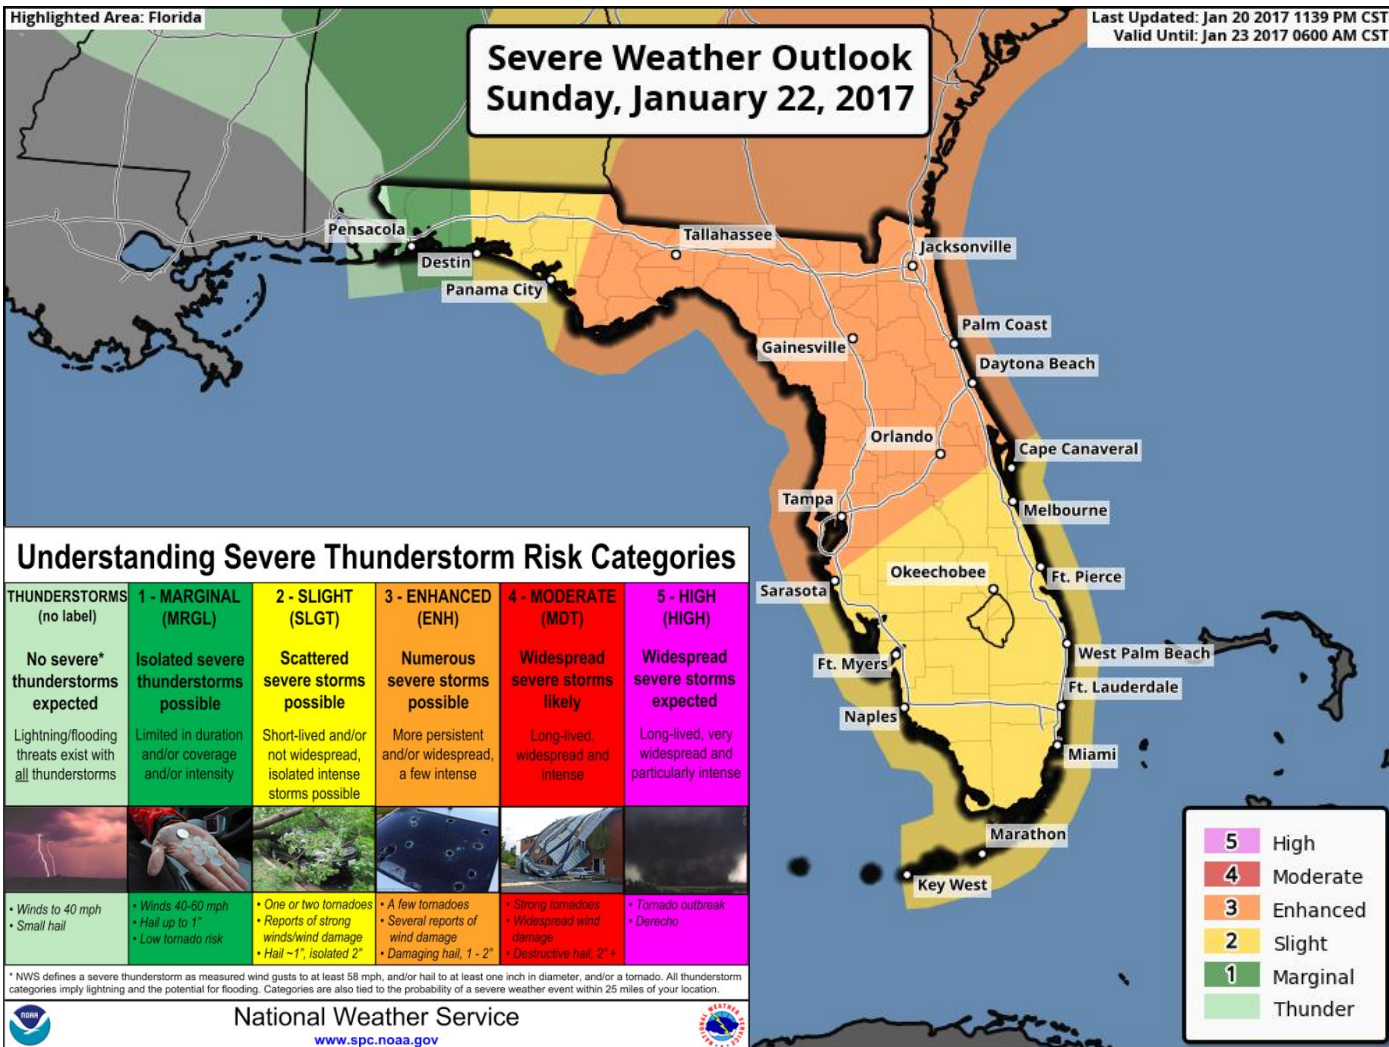 Highlighted Area: Florida
Last Updated: Jan 20 2017 1139 PM CST
Valid Until: Jan 23 2017 0600 AM CST
Severe Weather Outlook
Sunday, January 22, 2017
Pensacola
Destin
Panama City
Tallahassee
Jacksonville
Palm Coast
Gainesville
Daytona Beach
Orlando
Cape Canaveral
Tampa
Melbourne
Okeechobee
Ft. Pierce
Sarasota
West Palm Beach
Ft. Myers
Ft. Lauderdale
Naples
Miami
Marathon
Key West
Understanding Severe Thunderstorm Risk Categories
THUNDERSTORMS
(no label)
No severe*
thunderstorms
expected
Lightning/flooding
threats exist with
all thunderstorms
• Winds to 40 mph
• Small hail
1 - MARGINAL
(MRGL)
Isolated severe
thunderstorms
possible
Limited in duration
and/or coverage
and/or intensity
• Winds 40-60 mph
• Hail up to 1"
• Low tornado risk
2 - SLIGHT
(SLGT)
Scattered
severe storms
possible
Short-lived and/or
not widespread,
isolated intense
storms possible
• One or two tornadoes
• Reports of strong
winds/wind damage
• Hail ~1", isolated 2"
3 - ENHANCED
(ENH)
Numerous
severe storms
possible
More persistent
and/or widespread,
a few intense
• A few tornadoes
• Several reports of
wind damage
• Damaging hail, 1 - 2"
4 - MODERATE
(MDT)
Widespread
severe storms
likely
Long-lived,
widespread and
intense
• Strong tornadoes
• Widespread wind
damage
• Destructive hail, 2" +
5 - HIGH
(HIGH)
Widespread
severe storms
expected
Long-lived, very
widespread and
particularly intense
• Tornado outbreak
• Derecho
* NWS defines a severe thunderstorm as measured wind gusts to at least 58 mph, and/or hail to at least one inch in diameter, and/or a tornado. All thunderstorm
categories imply lightning and the potential for flooding. Categories are also tied to the probability of a severe weather event within 25 miles of your location.
NOAA
National Weather Service
www.spc.noaa.gov
NATIONAL WEATHER SERVICE
5 High
4 Moderate
3 Enhanced
2 Slight
1 Marginal
Thunder